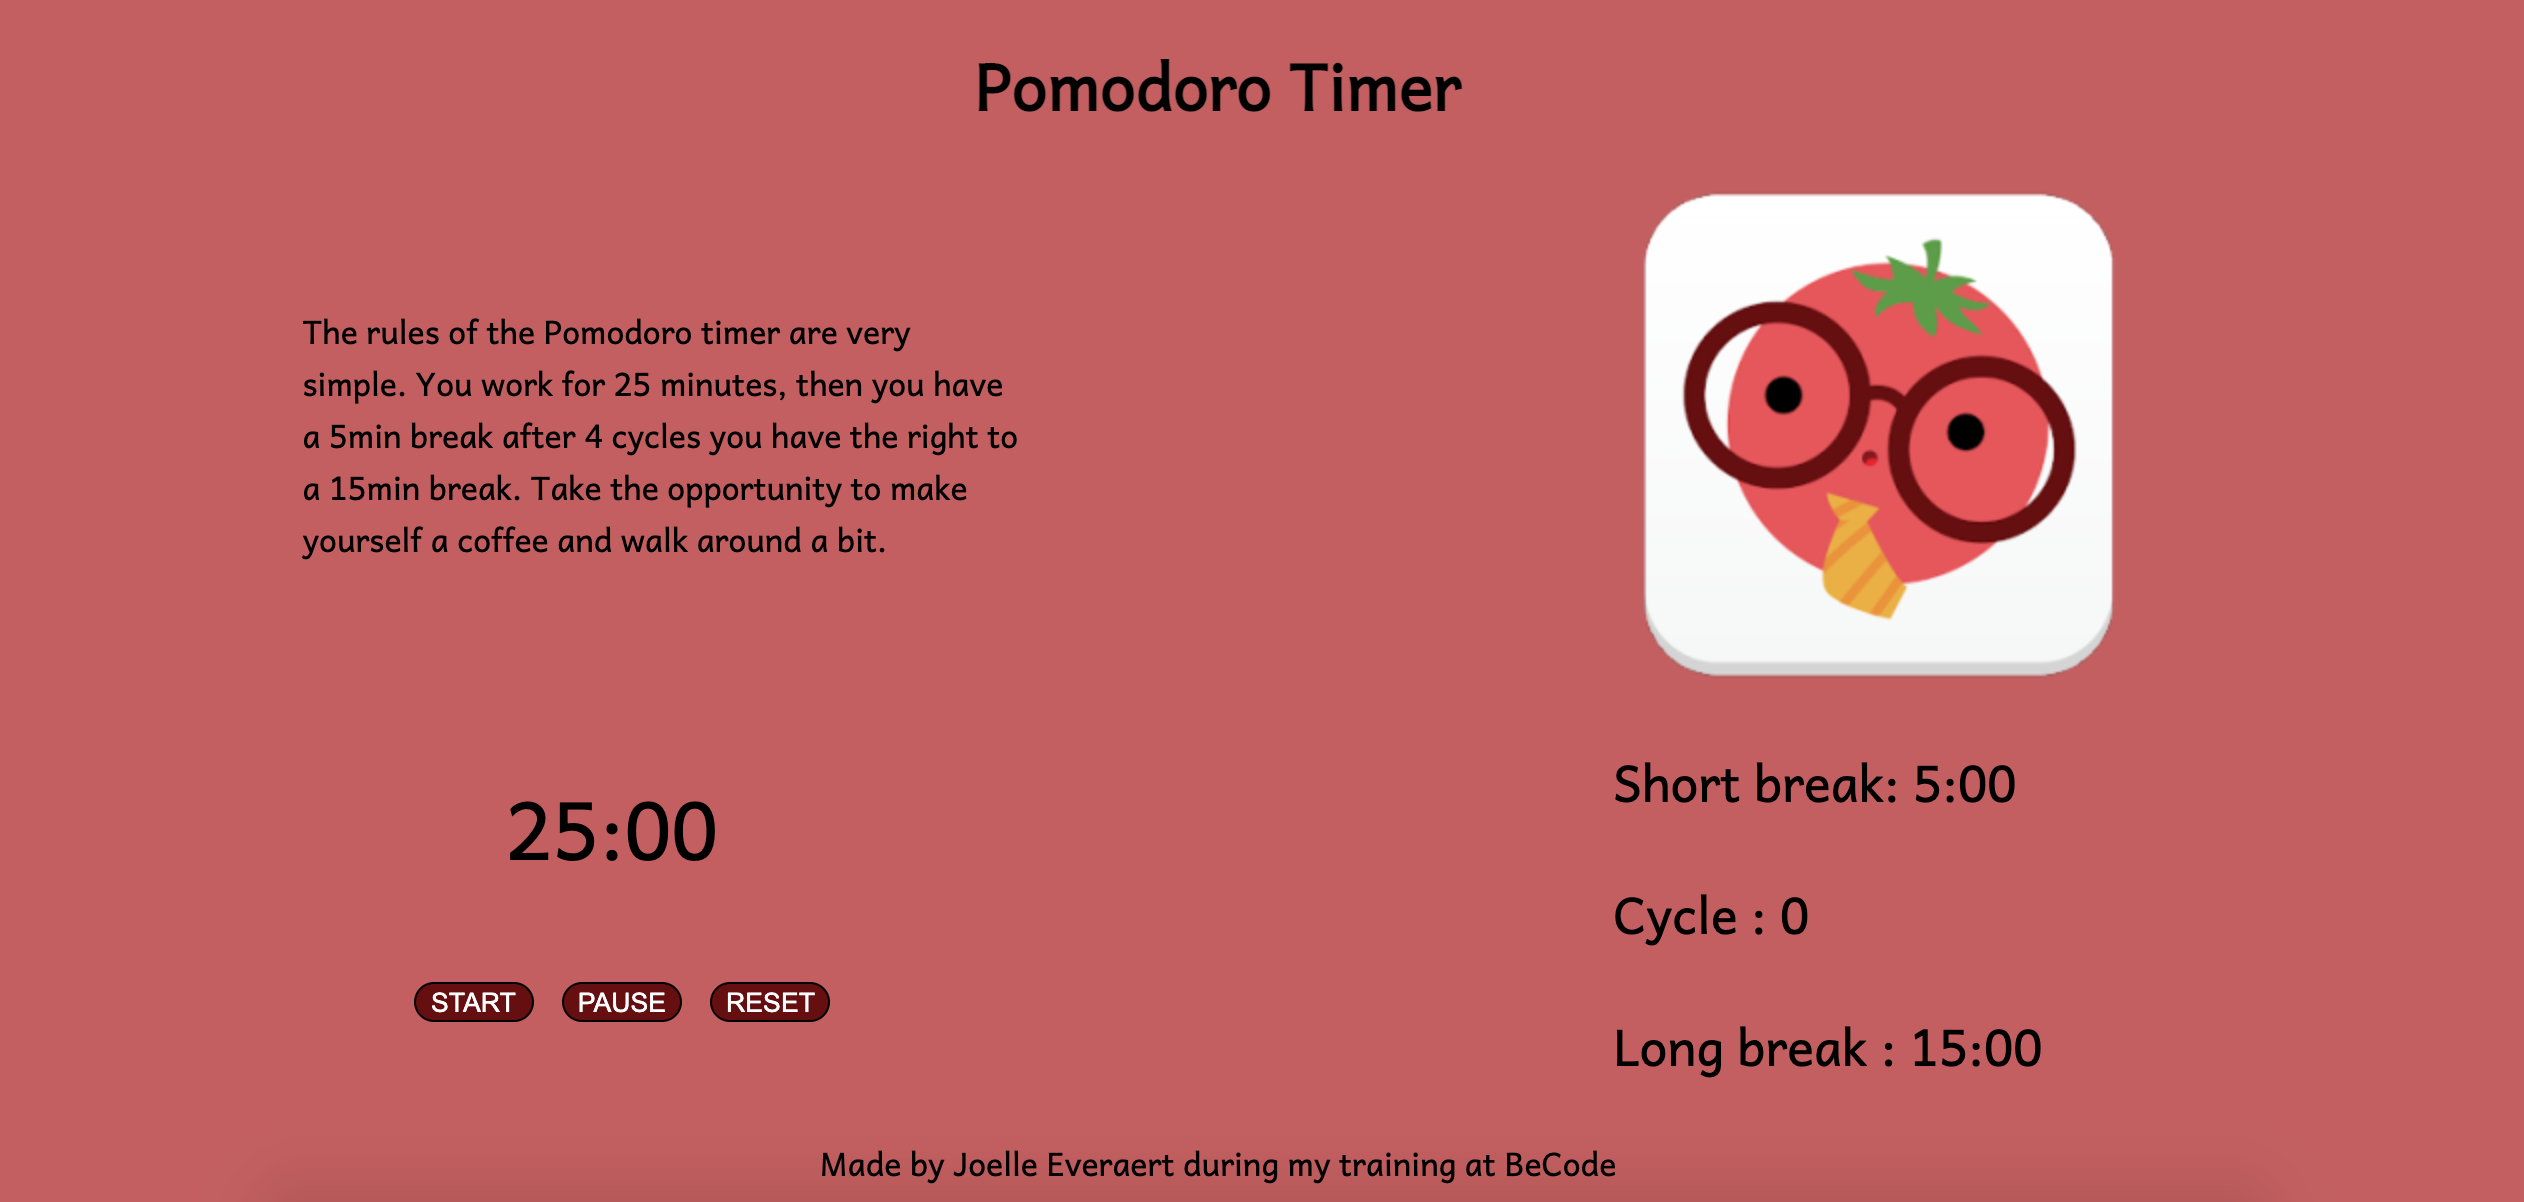 Pomodoro Timer
The rules of the Pomodoro timer are very
simple. You work for 25 minutes, then you have
a 5min break after 4 cycles you have the right to
a 15min break. Take the opportunity to make
yourself a coffee and walk around a bit.
25:00
START PAUSE RESET
Short break: 5:00
Cycle : 0
Long break : 15:00
Made by Joelle Everaert during my training at BeCode